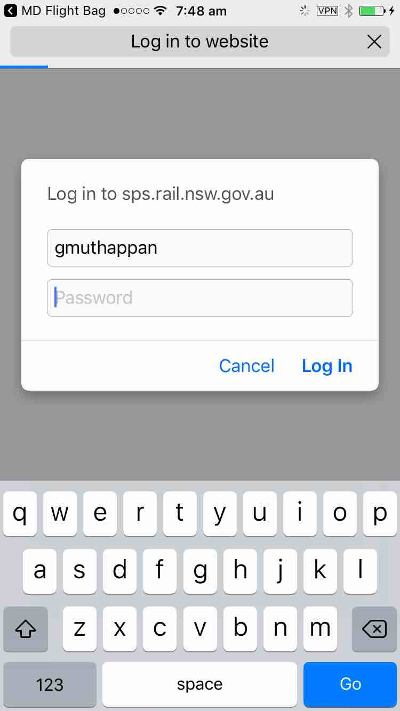 MD Flight Bag 7:48 am VPN
Log in to website
Log in to sps.rail.nsw.gov.au
gmuthappan
Password
Cancel Log In
q w e r t y u i o p
a s d f g h j k l
z x c v b n m
123 space Go